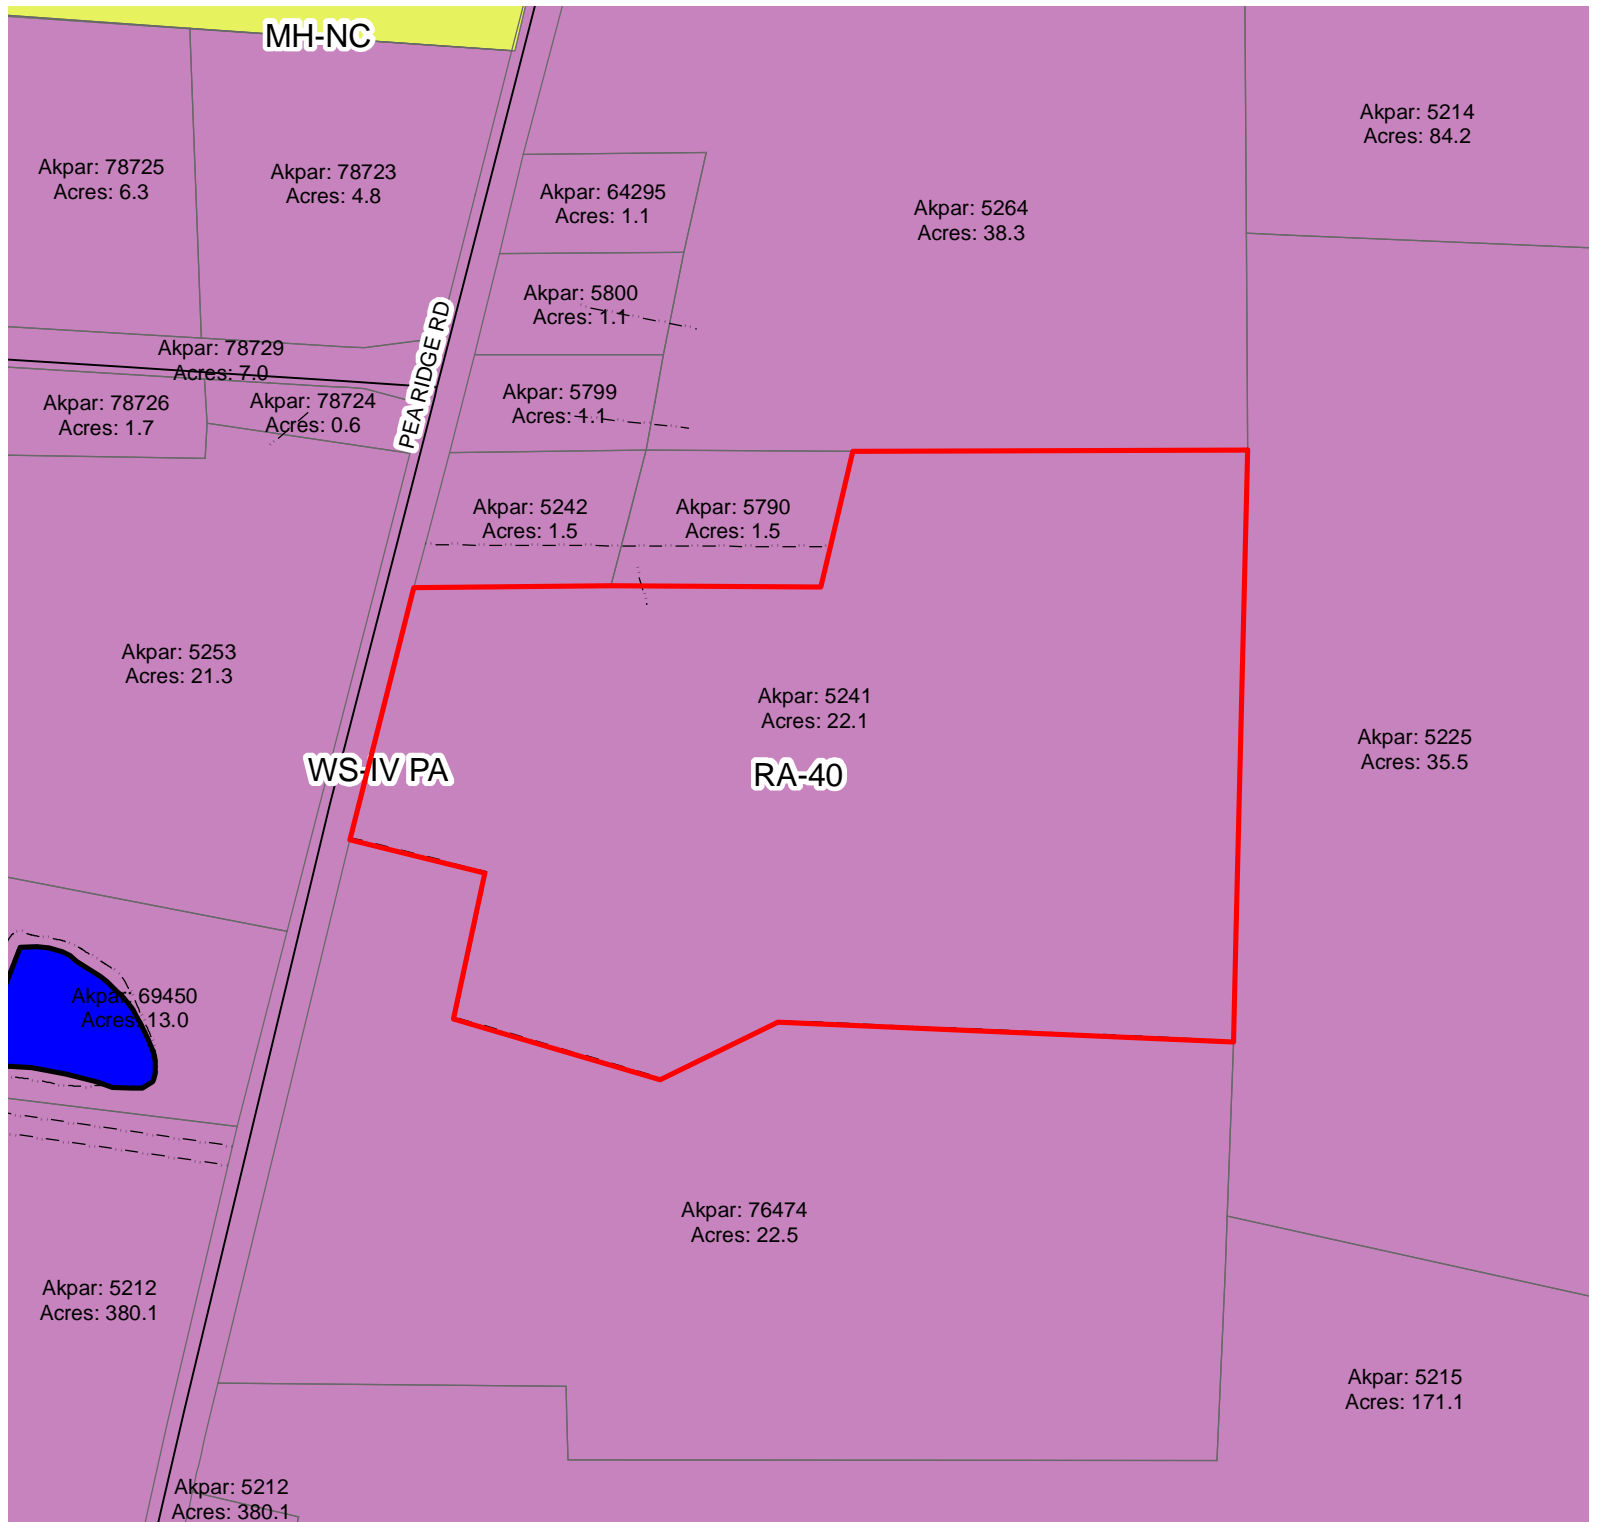 MH-NC
Akpar: 5214
Acres: 84.2
Akpar: 78725
Acres: 6.3
Akpar: 78723
Acres: 4.8
Akpar: 64295
Acres: 1.1
Akpar: 5264
Acres: 38.3
Akpar: 5800
Acres: 1.1
PEA RIDGE RD
Akpar: 78729
Acres: 7.0
Akpar: 78726
Acres: 1.7
Akpar: 78724
Acres: 0.6
Akpar: 5799
Acres: 1.1
Akpar: 5242
Acres: 1.5
Akpar: 5790
Acres: 1.5
Akpar: 5253
Acres: 21.3
Akpar: 5241
Acres: 22.1
WS-IV PA
RA-40
Akpar: 5225
Acres: 35.5
Akpar: 69450
Acres: 13.0
Akpar: 76474
Acres: 22.5
Akpar: 5212
Acres: 380.1
Akpar: 5215
Acres: 171.1
Akpar: 5212
Acres: 380.1